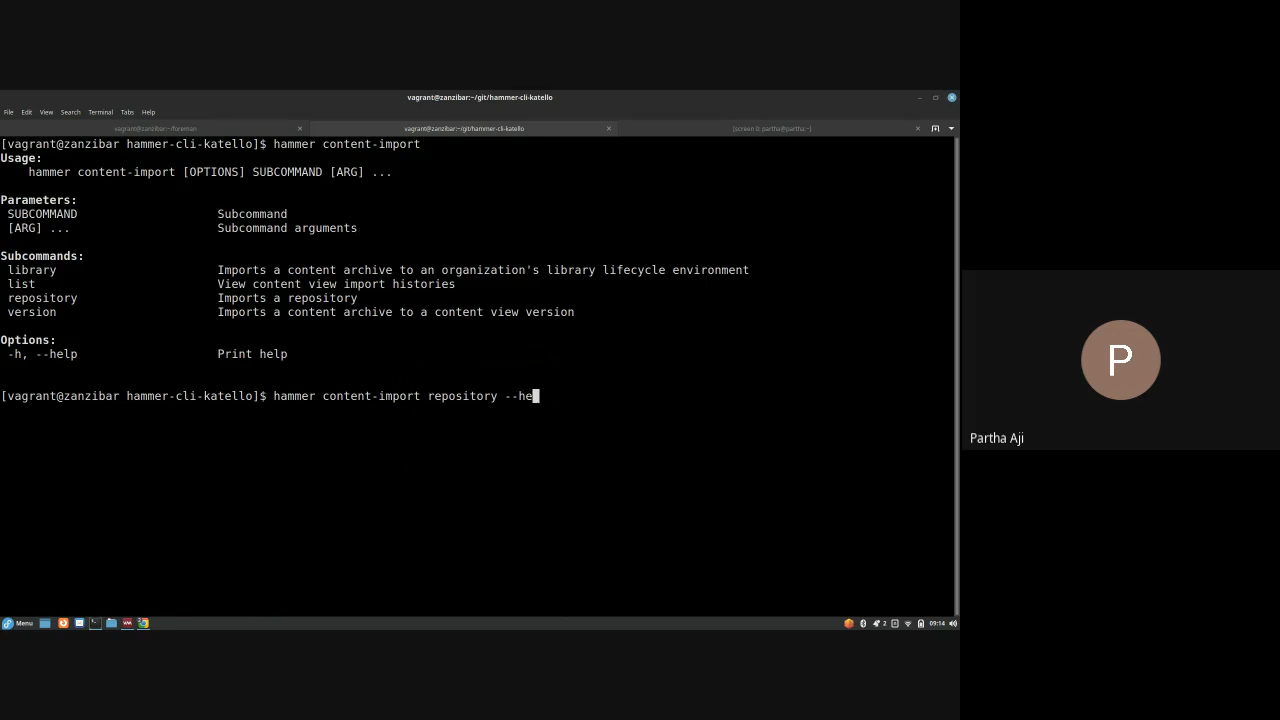 vagrant@zanzibar:~/git/hammer-cli-katello
File Edit View Search Terminal Tabs Help
vagrant@zanzibar:~/foreman
vagrant@zanzibar:~/git/hammer-cli-katello
[screen 0: partha@partha:~]
[vagrant@zanzibar hammer-cli-katello]$ hammer content-import
Usage:
    hammer content-import [OPTIONS] SUBCOMMAND [ARG] ...
Parameters:
 SUBCOMMAND                    Subcommand
 [ARG] ...                     Subcommand arguments
Subcommands:
 library                       Imports a content archive to an organization's library lifecycle environment
 list                          View content view import histories
 repository                    Imports a repository
 version                       Imports a content archive to a content view version
Options:
 -h, --help                    Print help
[vagrant@zanzibar hammer-cli-katello]$ hammer content-import repository --he
P
Partha Aji
Menu
2
09:14